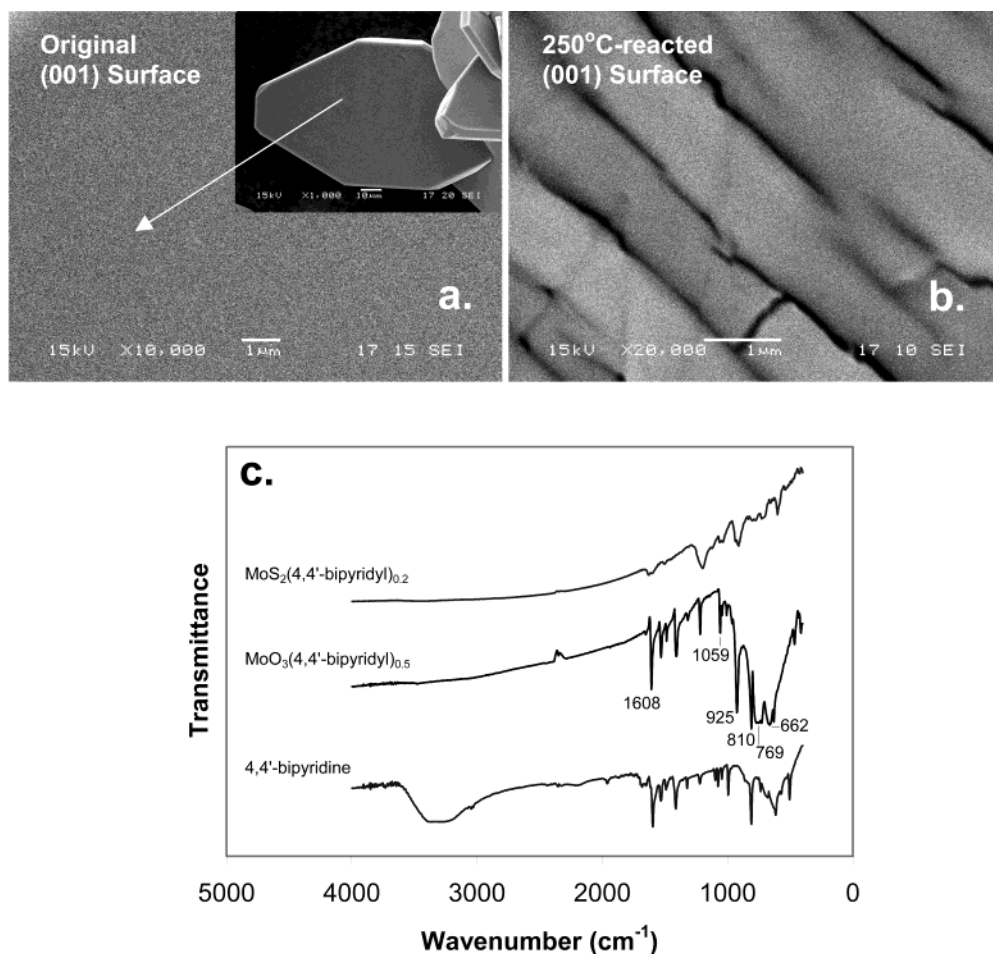 Original
(001) Surface
15kV X1,000 10µm 17 20 SEI
a.
15kV X10,000 1µm 17 15 SEI
250°C-reacted
(001) Surface
b.
15kV X20,000 1µm 17 10 SEI
c.
Transmittance
MoS₂(4,4'-bipyridyl)₀.₂
MoO₃(4,4'-bipyridyl)₀.₅
4,4'-bipyridine
1608
1059
925
810
769
662
5000 4000 3000 2000 1000 0
Wavenumber (cm⁻¹)